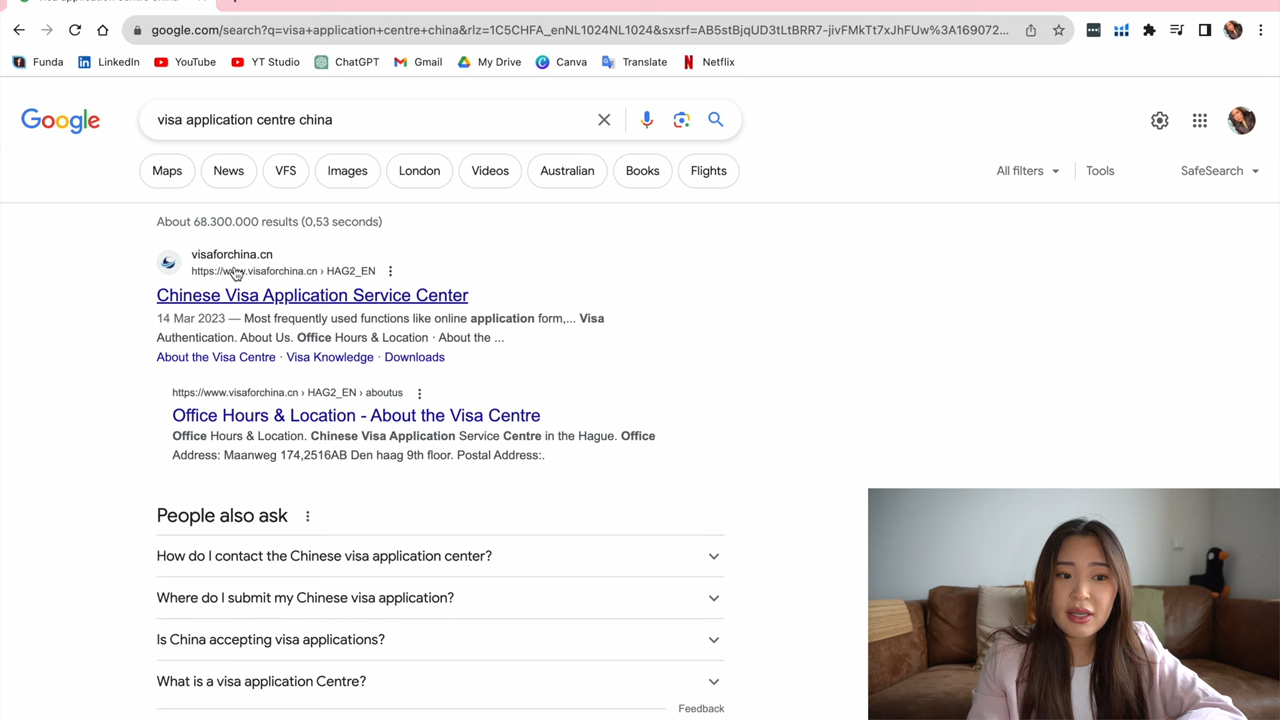 google.com/search?q=visa+application+centre+china&rlz=1C5CHFA_enNL1024NL1024&sxsrf=AB5stBjqUD3tLtBRR7-jivFMkTt7xJhFUw%3A169072...
Funda LinkedIn YouTube YT Studio ChatGPT Gmail My Drive Canva Translate Netflix
Google
visa application centre china
Maps News VFS Images London Videos Australian Books Flights All filters Tools SafeSearch
About 68.300.000 results (0,53 seconds)
visaforchina.cn
https://www.visaforchina.cn › HAG2_EN
Chinese Visa Application Service Center
14 Mar 2023 — Most frequently used functions like online application form,... Visa
Authentication. About Us. Office Hours & Location · About the ...
About the Visa Centre · Visa Knowledge · Downloads
https://www.visaforchina.cn › HAG2_EN › aboutus
Office Hours & Location - About the Visa Centre
Office Hours & Location. Chinese Visa Application Service Centre in the Hague. Office
Address: Maanweg 174,2516AB Den haag 9th floor. Postal Address:.
People also ask
How do I contact the Chinese visa application center?
Where do I submit my Chinese visa application?
Is China accepting visa applications?
What is a visa application Centre?
Feedback